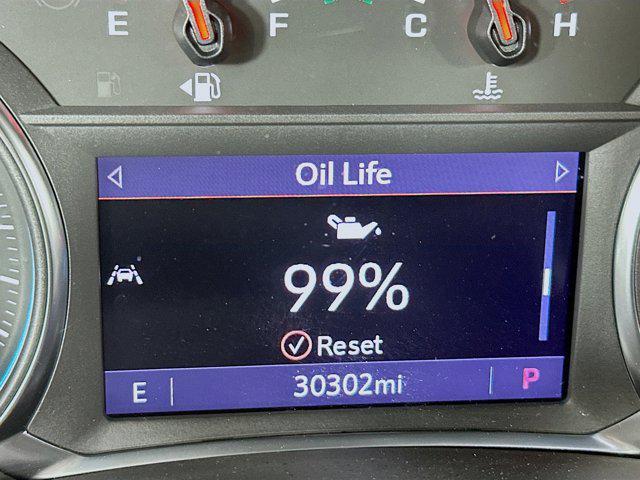 E F C H
Oil Life
99%
Reset
E 30302mi P